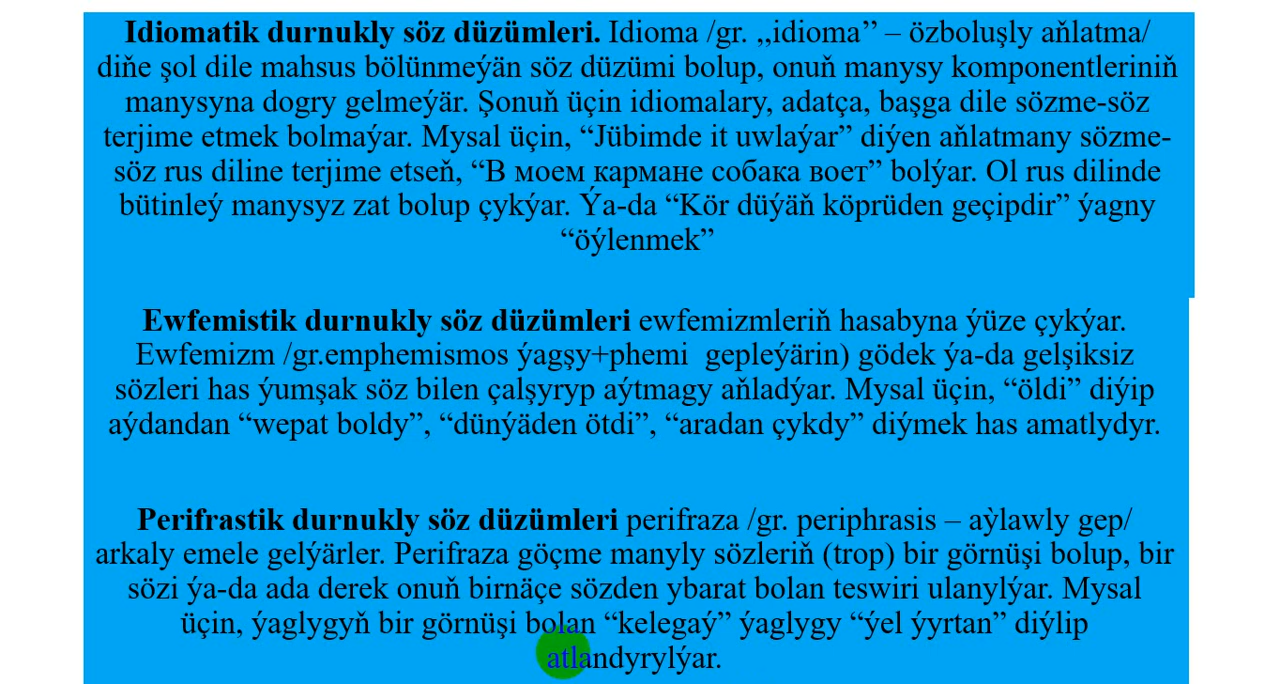 Idiomatik durnukly söz düzümleri. Idioma /gr. ,,idioma’’ – özboluşly aňlatma/
diňe şol dile mahsus bölünmeýän söz düzümi bolup, onuň manysy komponentleriniň
manysyna dogry gelmeýär. Şonuň üçin idiomalary, adatça, başga dile sözme-söz
terjime etmek bolmaýar. Mysal üçin, “Jübimde it uwlaýar” diýen aňlatmany sözme-
söz rus diline terjime etseň, “В моем кармане собака воет” bolýar. Ol rus dilinde
bütinleý manysyz zat bolup çykýar. Ýa-da “Kör düýäň köprüden geçipdir” ýagny
“öýlenmek”
Ewfemistik durnukly söz düzümleri ewfemizmleriň hasabyna ýüze çykýar.
Ewfemizm /gr.emphemismos ýagşy+phemi gepleýärin) gödek ýa-da gelşiksiz
sözleri has ýumşak söz bilen çalşyryp aýtmagy aňladýar. Mysal üçin, “öldi” diýip
aýdandan “wepat boldy”, “dünýäden ötdi”, “aradan çykdy” diýmek has amatlydyr.
Perifrastik durnukly söz düzümleri perifraza /gr. periphrasis – aỳlawly gep/
arkaly emele gelýärler. Perifraza göçme manyly sözleriň (trop) bir görnüşi bolup, bir
sözi ýa-da ada derek onuň birnäçe sözden ybarat bolan teswiri ulanylýar. Mysal
üçin, ýaglygyň bir görnüşi bolan “kelegaý” ýaglygy “ýel ýyrtan” diýlip
atlandyrylýar.